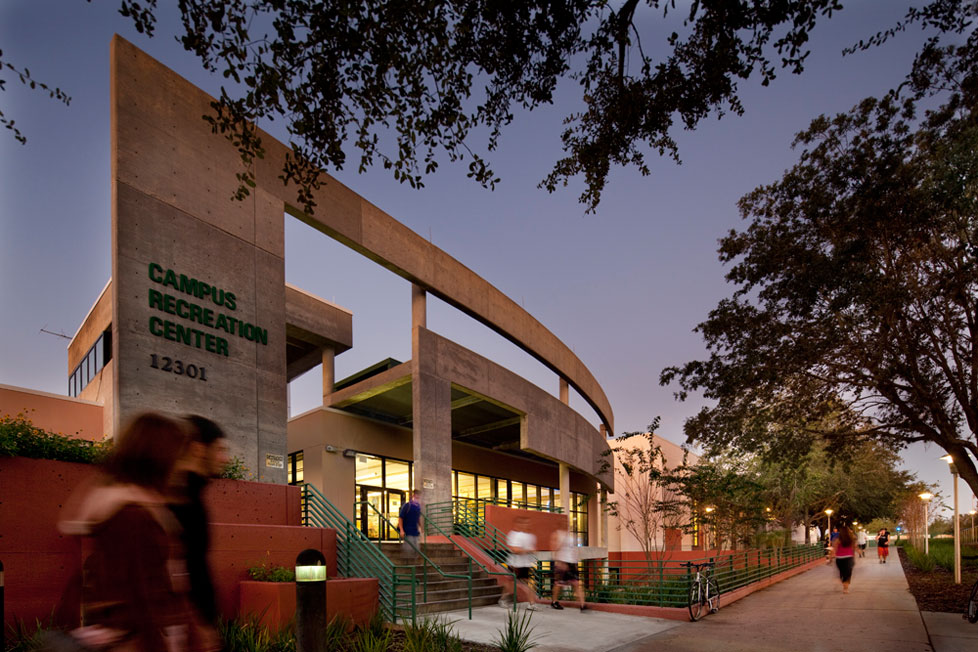 CAMPUS
RECREATION
CENTER
12301